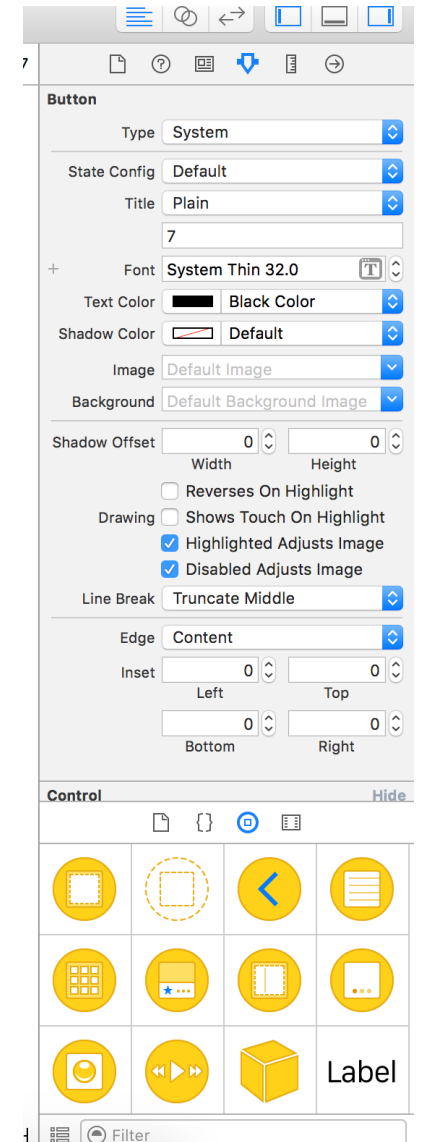 7
Button
Type System
State Config Default
Title Plain
7
+ Font System Thin 32.0 T
Text Color Black Color
Shadow Color Default
Image Default Image
Background Default Background Image
Shadow Offset 0 0
Width Height
Reverses On Highlight
Drawing Shows Touch On Highlight
Highlighted Adjusts Image
Disabled Adjusts Image
Line Break Truncate Middle
Edge Content
Inset 0 0
Left Top
0 0
Bottom Right
Control Hide
{}
Label
Filter